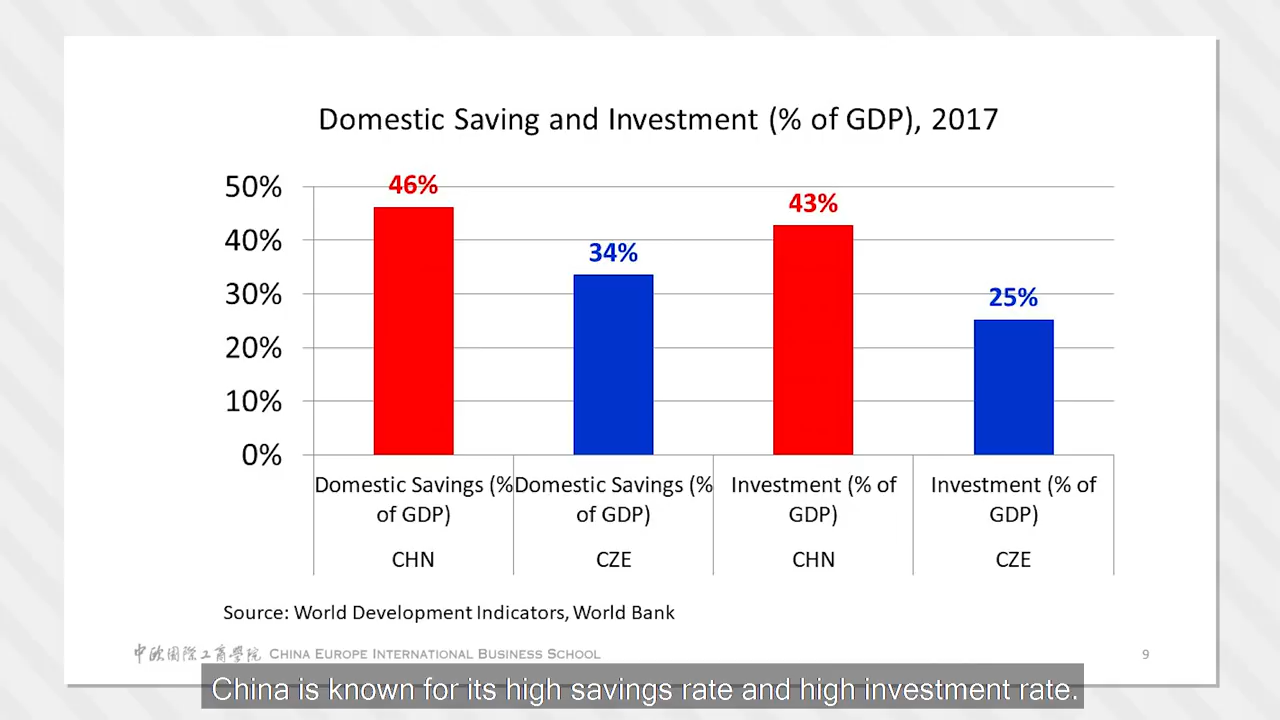 Domestic Saving and Investment (% of GDP), 2017
50%
40%
30%
20%
10%
0%
46%
34%
43%
25%
Domestic Savings (%
of GDP)
Domestic Savings (%
of GDP)
Investment (% of
GDP)
Investment (% of
GDP)
CHN
CZE
CHN
CZE
Source: World Development Indicators, World Bank
中欧國際工商學院 CHINA EUROPE INTERNATIONAL BUSINESS SCHOOL
9
China is known for its high savings rate and high investment rate.